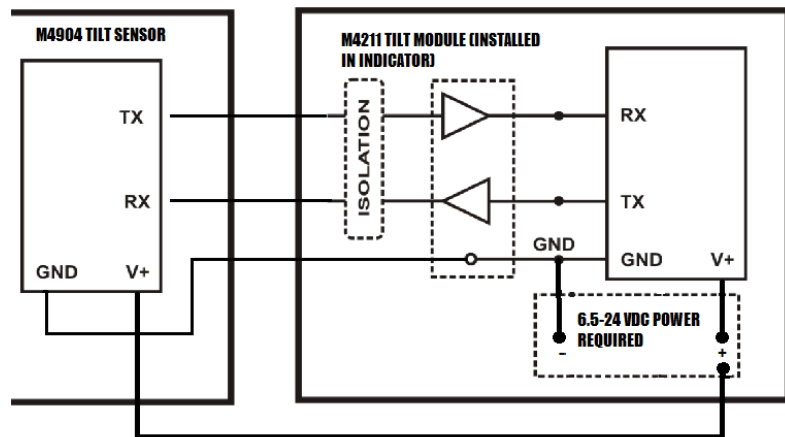 M4904 TILT SENSOR
M4211 TILT MODULE (INSTALLED
IN INDICATOR)
TX
RX
GND V+
ISOLATION
GND
RX
TX
GND V+
6.5-24 VDC POWER
REQUIRED
- +